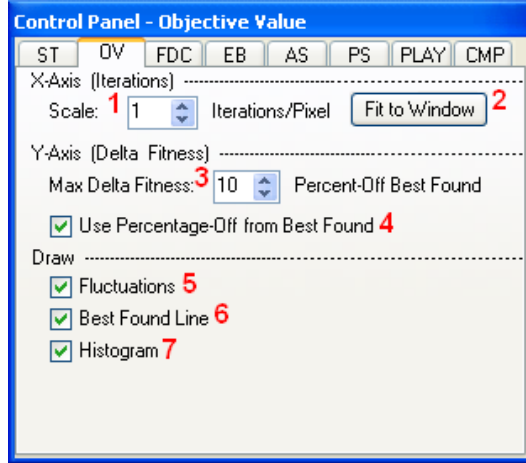 Control Panel - Objective Value
ST OV FDC EB AS PS PLAY CMP
X-Axis (Iterations)
Scale: 1 1 Iterations/Pixel Fit to Window 2
Y-Axis (Delta Fitness)
Max Delta Fitness: 3 10 Percent-Off Best Found
Use Percentage-Off from Best Found 4
Draw
Fluctuations 5
Best Found Line 6
Histogram 7